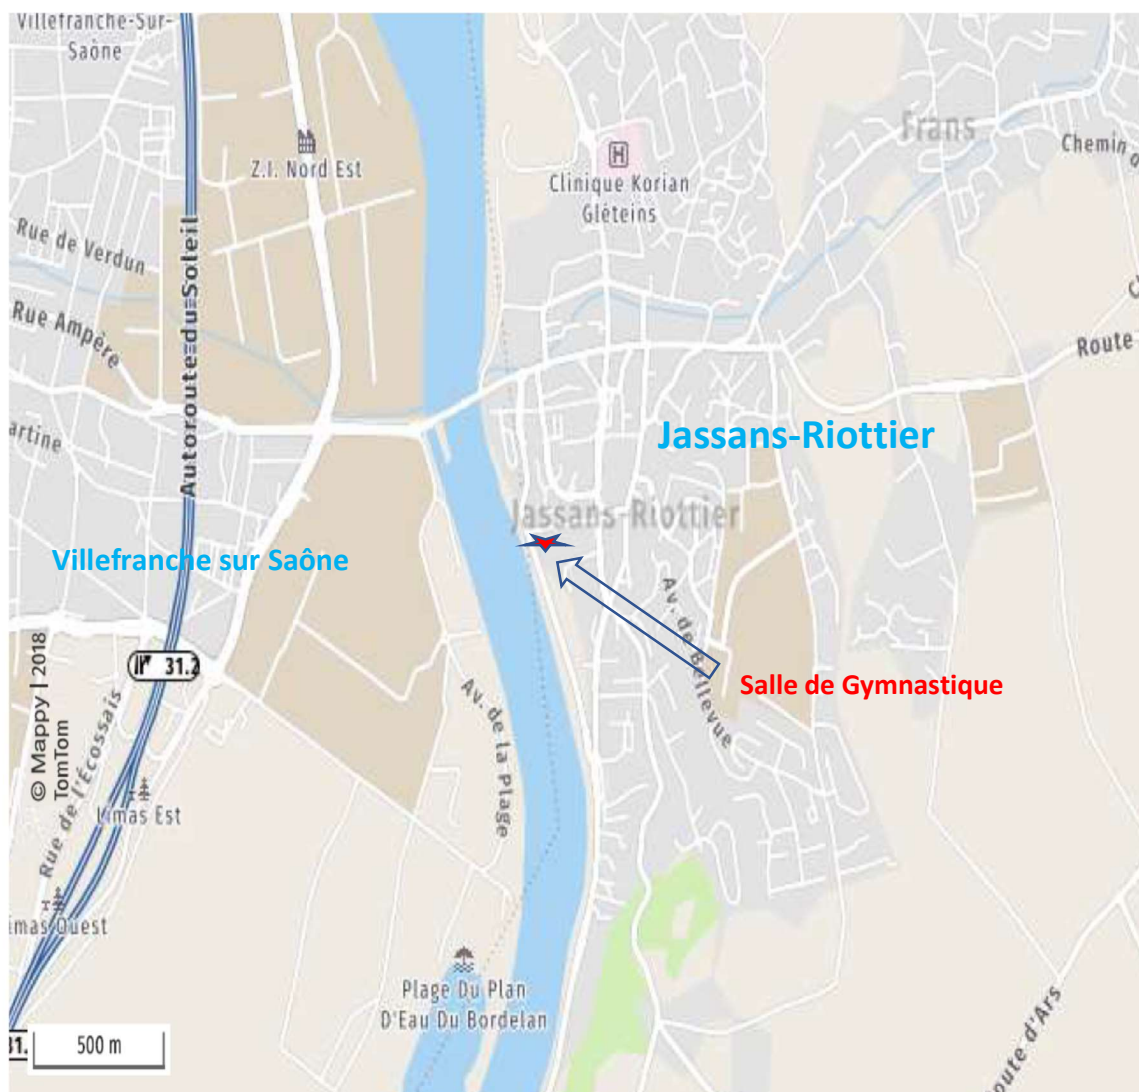 Villefranche-Sur-
Saône
Z.I. Nord Est
Clinique Korian
Gléteins
Frans
Chemin d
Rue de Verdun
Rue Ampère
Autoroute du Soleil
artine
Route
Jassans-Riottier
Jassans-Riottier
Villefranche sur Saône
31.2
Av. de Bellevue
Salle de Gymnastique
© Mappy | 2018
TomTom
Rue de l'Écossais
Av. de la Plage
Limas Est
imas Ouest
Plage Du Plan
D'Eau Du Bordelan
31.
500 m
oute d'Ars